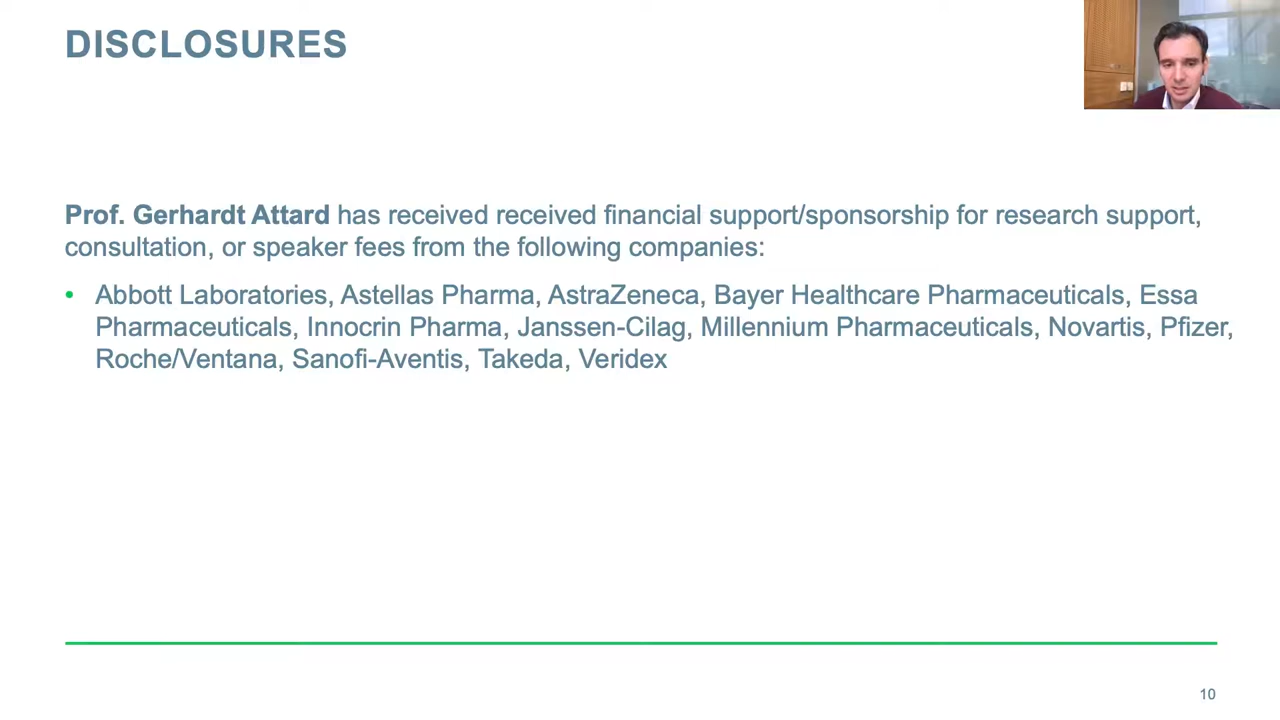 DISCLOSURES
Prof. Gerhardt Attard has received received financial support/sponsorship for research support,
consultation, or speaker fees from the following companies:
• Abbott Laboratories, Astellas Pharma, AstraZeneca, Bayer Healthcare Pharmaceuticals, Essa
Pharmaceuticals, Innocrin Pharma, Janssen-Cilag, Millennium Pharmaceuticals, Novartis, Pfizer,
Roche/Ventana, Sanofi-Aventis, Takeda, Veridex
10